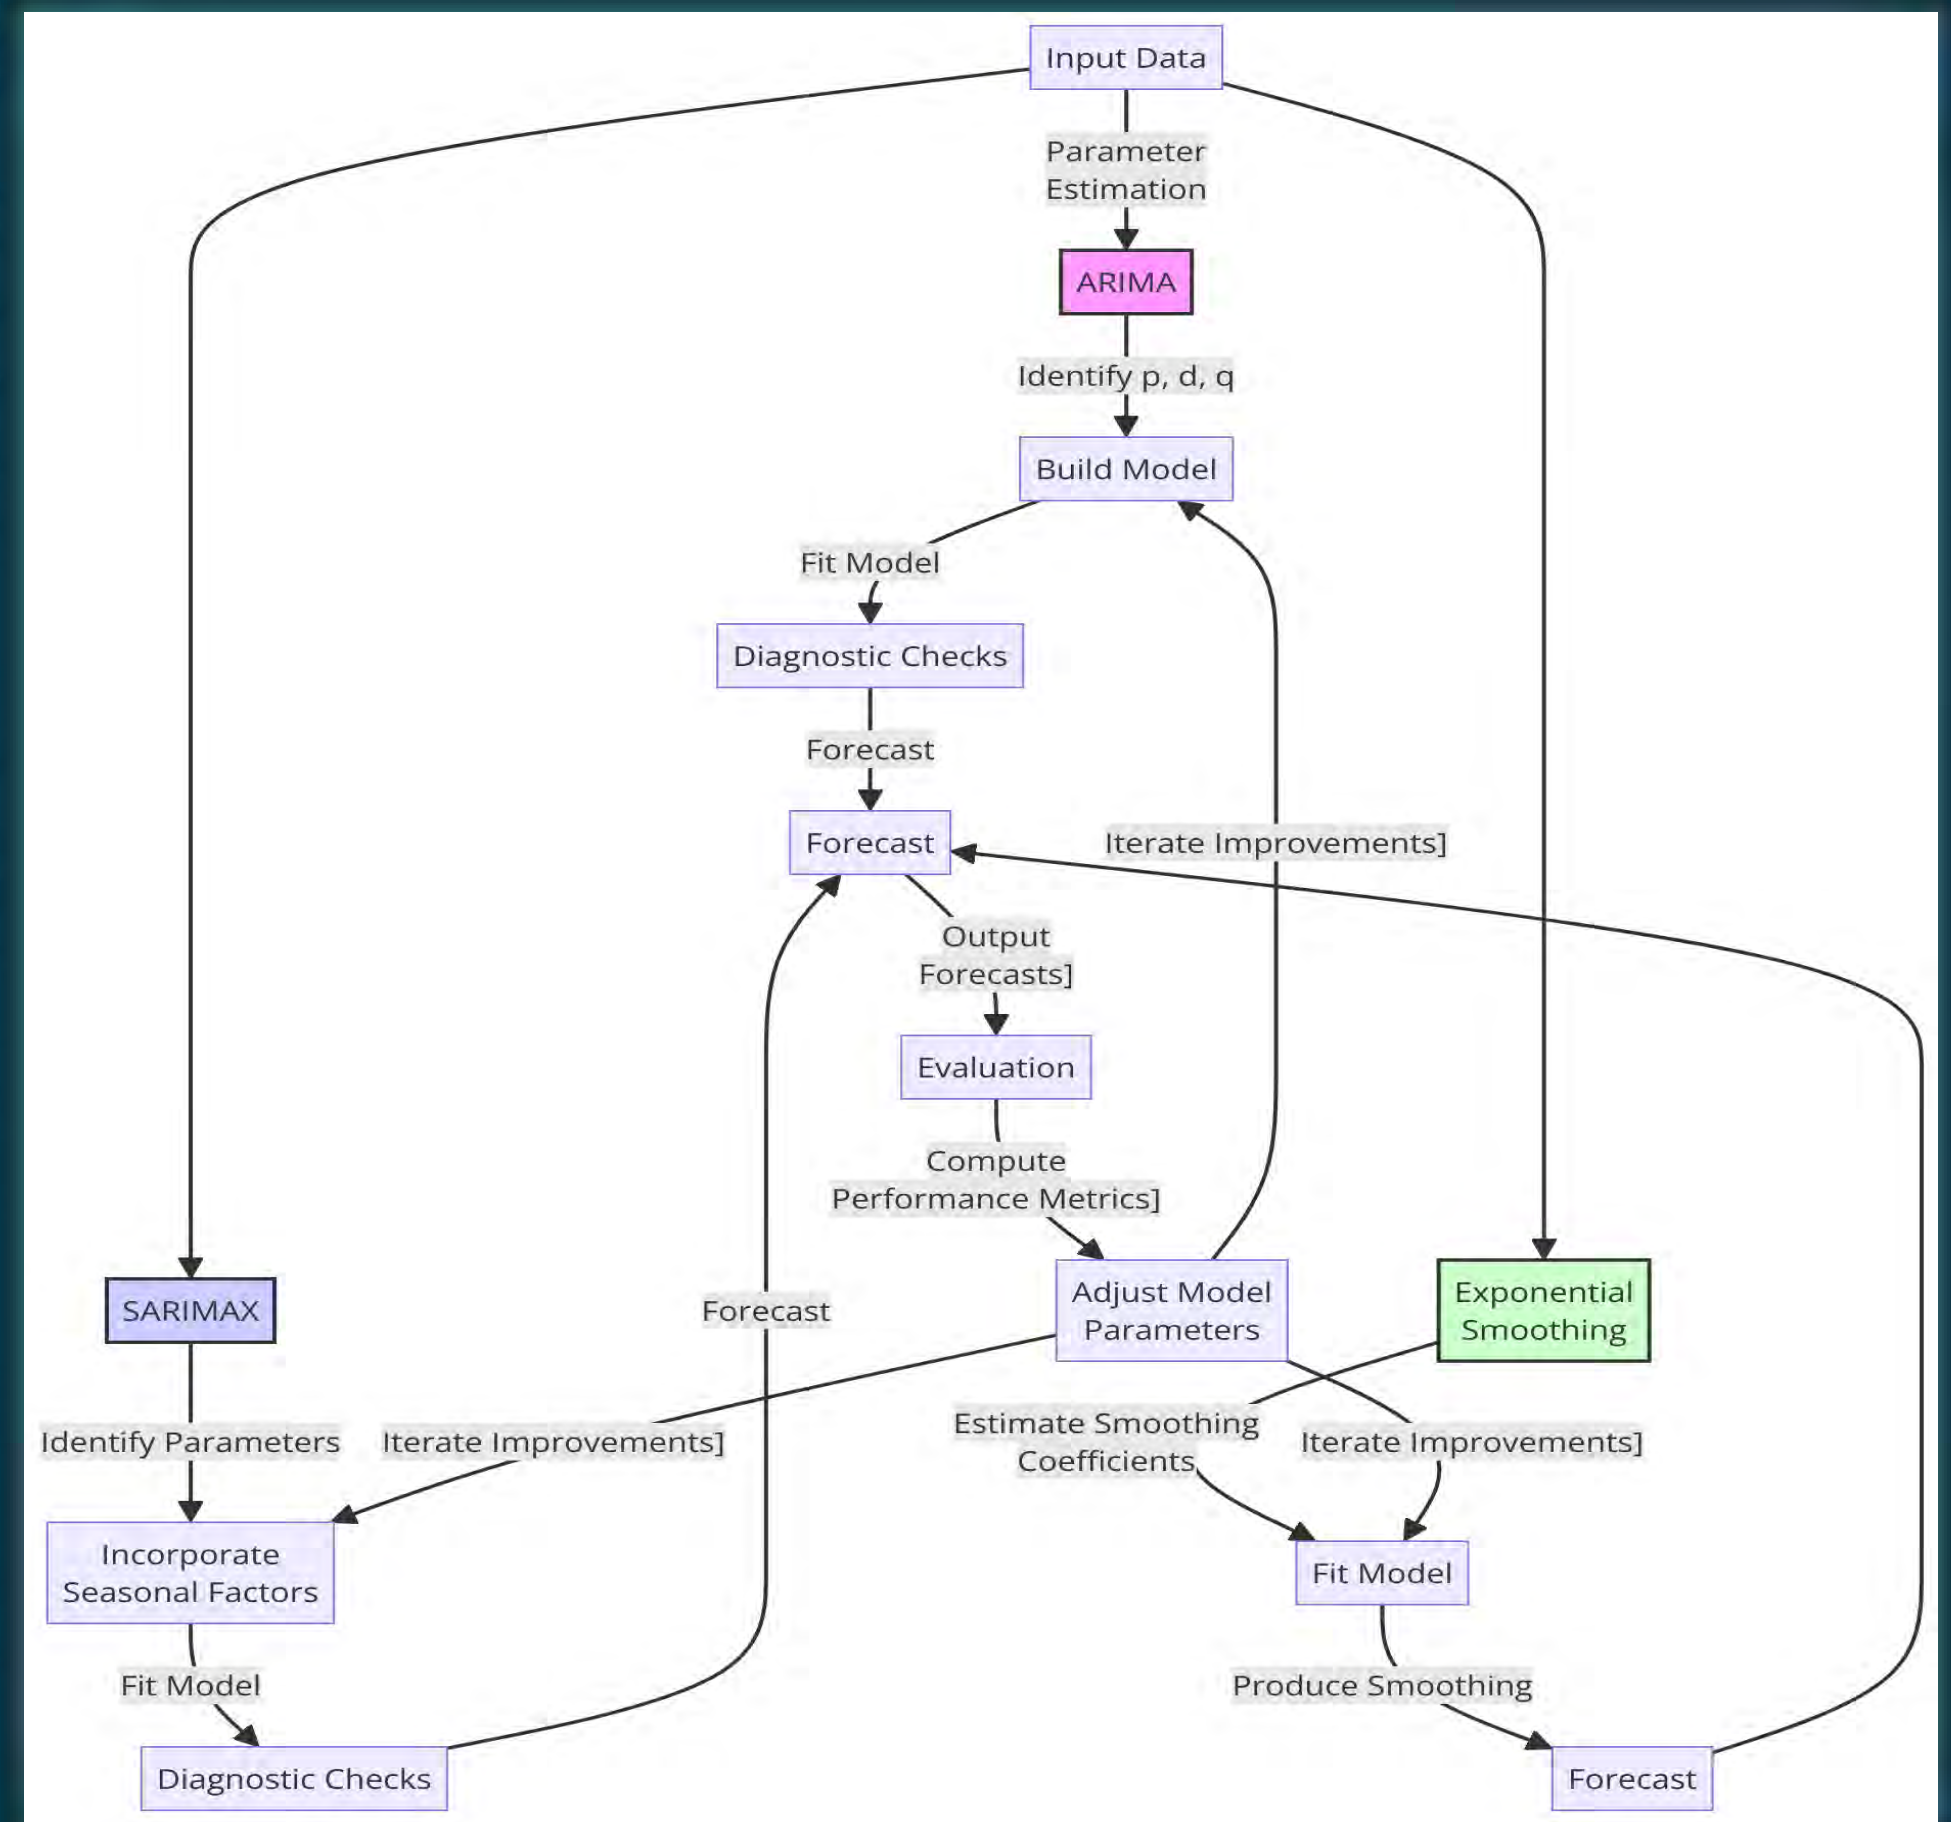 Input Data
Parameter
Estimation
ARIMA
Identify p, d, q
Build Model
Fit Model
Diagnostic Checks
Forecast
Forecast
Iterate Improvements]
Output
Forecasts]
Evaluation
Compute
Performance Metrics]
SARIMAX
Forecast
Adjust Model
Parameters
Exponential
Smoothing
Identify Parameters
Iterate Improvements]
Estimate Smoothing
Coefficients
Iterate Improvements]
Incorporate
Seasonal Factors
Fit Model
Fit Model
Produce Smoothing
Diagnostic Checks
Forecast